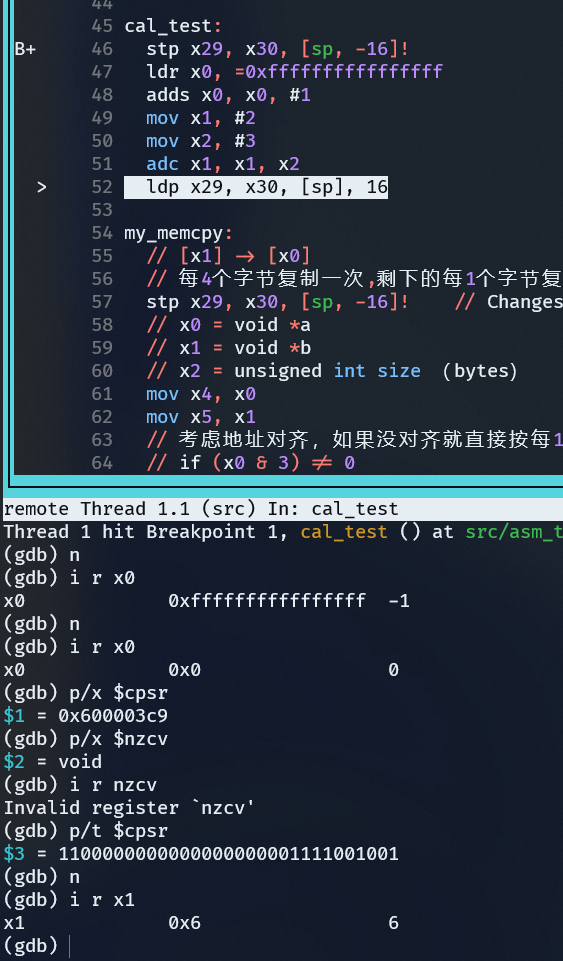 44
45 cal_test:
B+ 46 stp x29, x30, [sp, -16]!
47 ldr x0, =0xffffffffffffffff
48 adds x0, x0, #1
49 mov x1, #2
50 mov x2, #3
51 adc x1, x1, x2
> 52 ldp x29, x30, [sp], 16
53
54 my_memcpy:
55 // [x1] -> [x0]
56 // 每4个字节复制一次,剩下的每1个字节复
57 stp x29, x30, [sp, -16]! // Changes
58 // x0 = void *a
59 // x1 = void *b
60 // x2 = unsigned int size (bytes)
61 mov x4, x0
62 mov x5, x1
63 // 考虑地址对齐, 如果没对齐就直接按每1
64 // if (x0 & 3) != 0
remote Thread 1.1 (src) In: cal_test
Thread 1 hit Breakpoint 1, cal_test () at src/asm_t
(gdb) n
(gdb) i r x0
x0 0xffffffffffffffff -1
(gdb) n
(gdb) i r x0
x0 0x0 0
(gdb) p/x $cpsr
$1 = 0x600003c9
(gdb) p/x $nzcv
$2 = void
(gdb) i r nzcv
Invalid register `nzcv'
(gdb) p/t $cpsr
$3 = 1100000000000000000001111001001
(gdb) n
(gdb) i r x1
x1 0x6 6
(gdb)